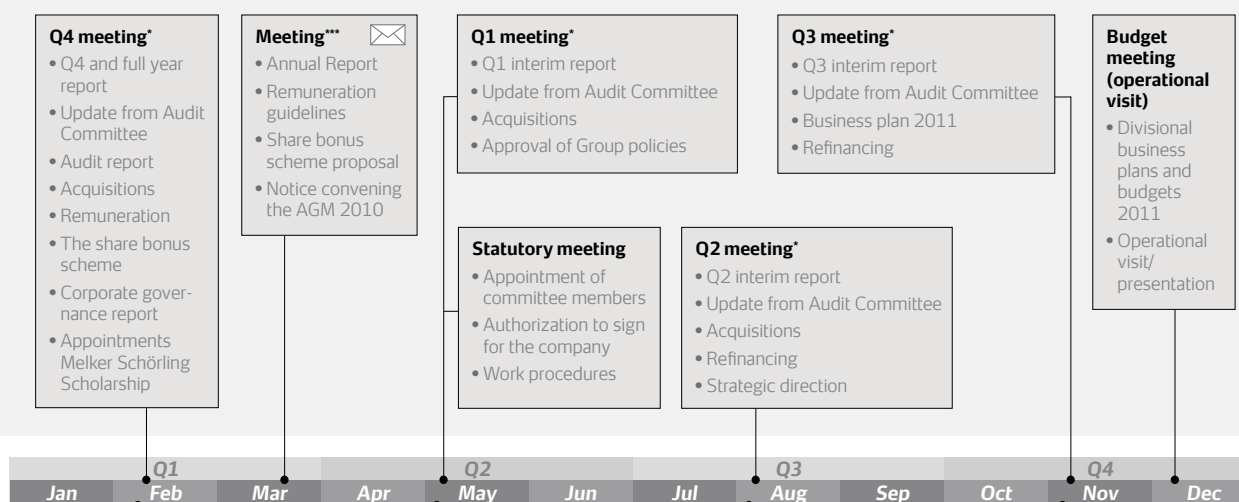 Q4 meeting*
• Q4 and full year
report
• Update from Audit
Committee
• Audit report
• Acquisitions
• Remuneration
• The share bonus
scheme
• Corporate gover-
nance report
• Appointments
Melker Schörling
Scholarship
Meeting***
• Annual Report
• Remuneration
guidelines
• Share bonus
scheme proposal
• Notice convening
the AGM 2010
Q1 meeting*
• Q1 interim report
• Update from Audit Committee
• Acquisitions
• Approval of Group policies
Statutory meeting
• Appointment of
committee members
• Authorization to sign
for the company
• Work procedures
Q3 meeting*
• Q3 interim report
• Update from Audit Committee
• Business plan 2011
• Refinancing
Q2 meeting*
• Q2 interim report
• Update from Audit Committee
• Acquisitions
• Refinancing
• Strategic direction
Budget
meeting
(operational
visit)
• Divisional
business
plans and
budgets
2011
• Operational
visit/
presentation
Q1 Q2 Q3 Q4
Jan Feb Mar Apr May Jun Jul Aug Sep Oct Nov Dec